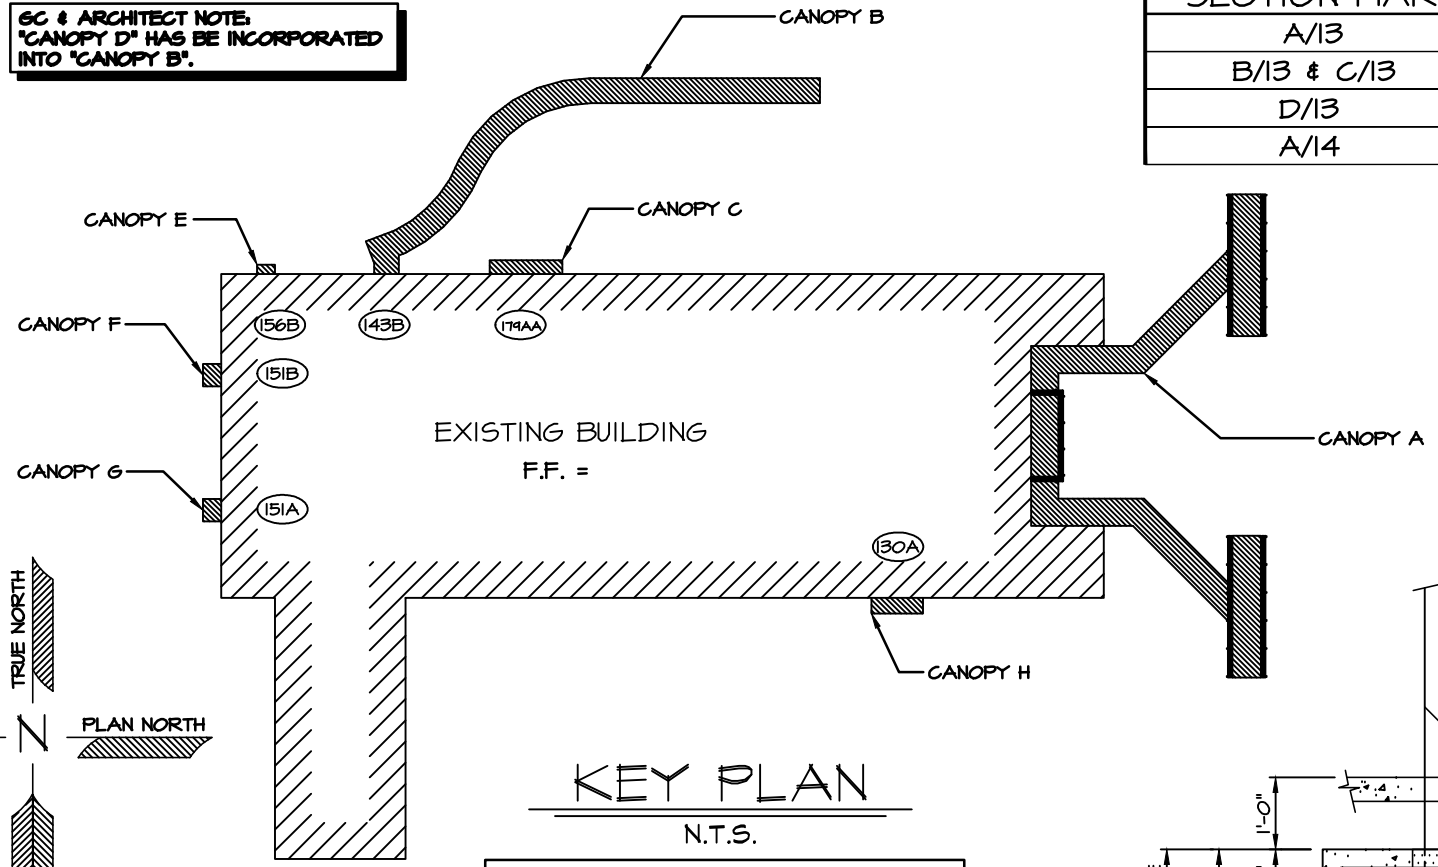 GC & ARCHITECT NOTE:
"CANOPY D" HAS BE INCORPORATED
INTO "CANOPY B".
CANOPY B
A/13
B/13 & C/13
D/13
A/14
CANOPY E
CANOPY C
CANOPY F
156B
143B
179AA
151B
EXISTING BUILDING
F.F. =
CANOPY A
CANOPY G
151A
130A
CANOPY H
TRUE NORTH
N
PLAN NORTH
KEY PLAN
N.T.S.
1'-0"